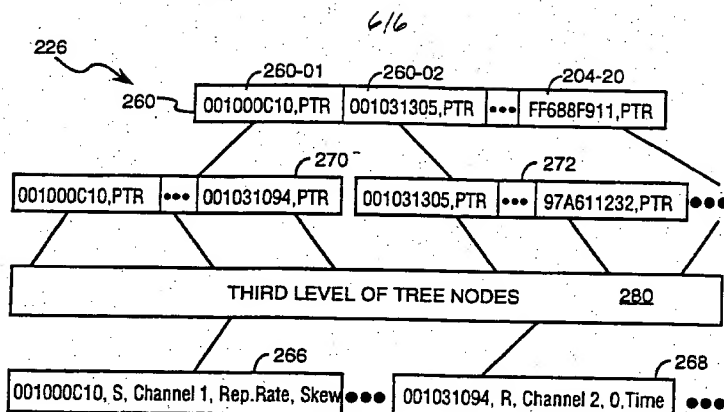 6/6
226
260-01 260-02 204-20
260 001000C10,PTR 001031305,PTR ••• FF688F911,PTR
270 272
001000C10,PTR ••• 001031094,PTR 001031305,PTR ••• 97A611232,PTR •••
THIRD LEVEL OF TREE NODES 280
266 268
001000C10, S, Channel 1, Rep.Rate, Skew ••• 001031094, R, Channel 2, 0,Time •••